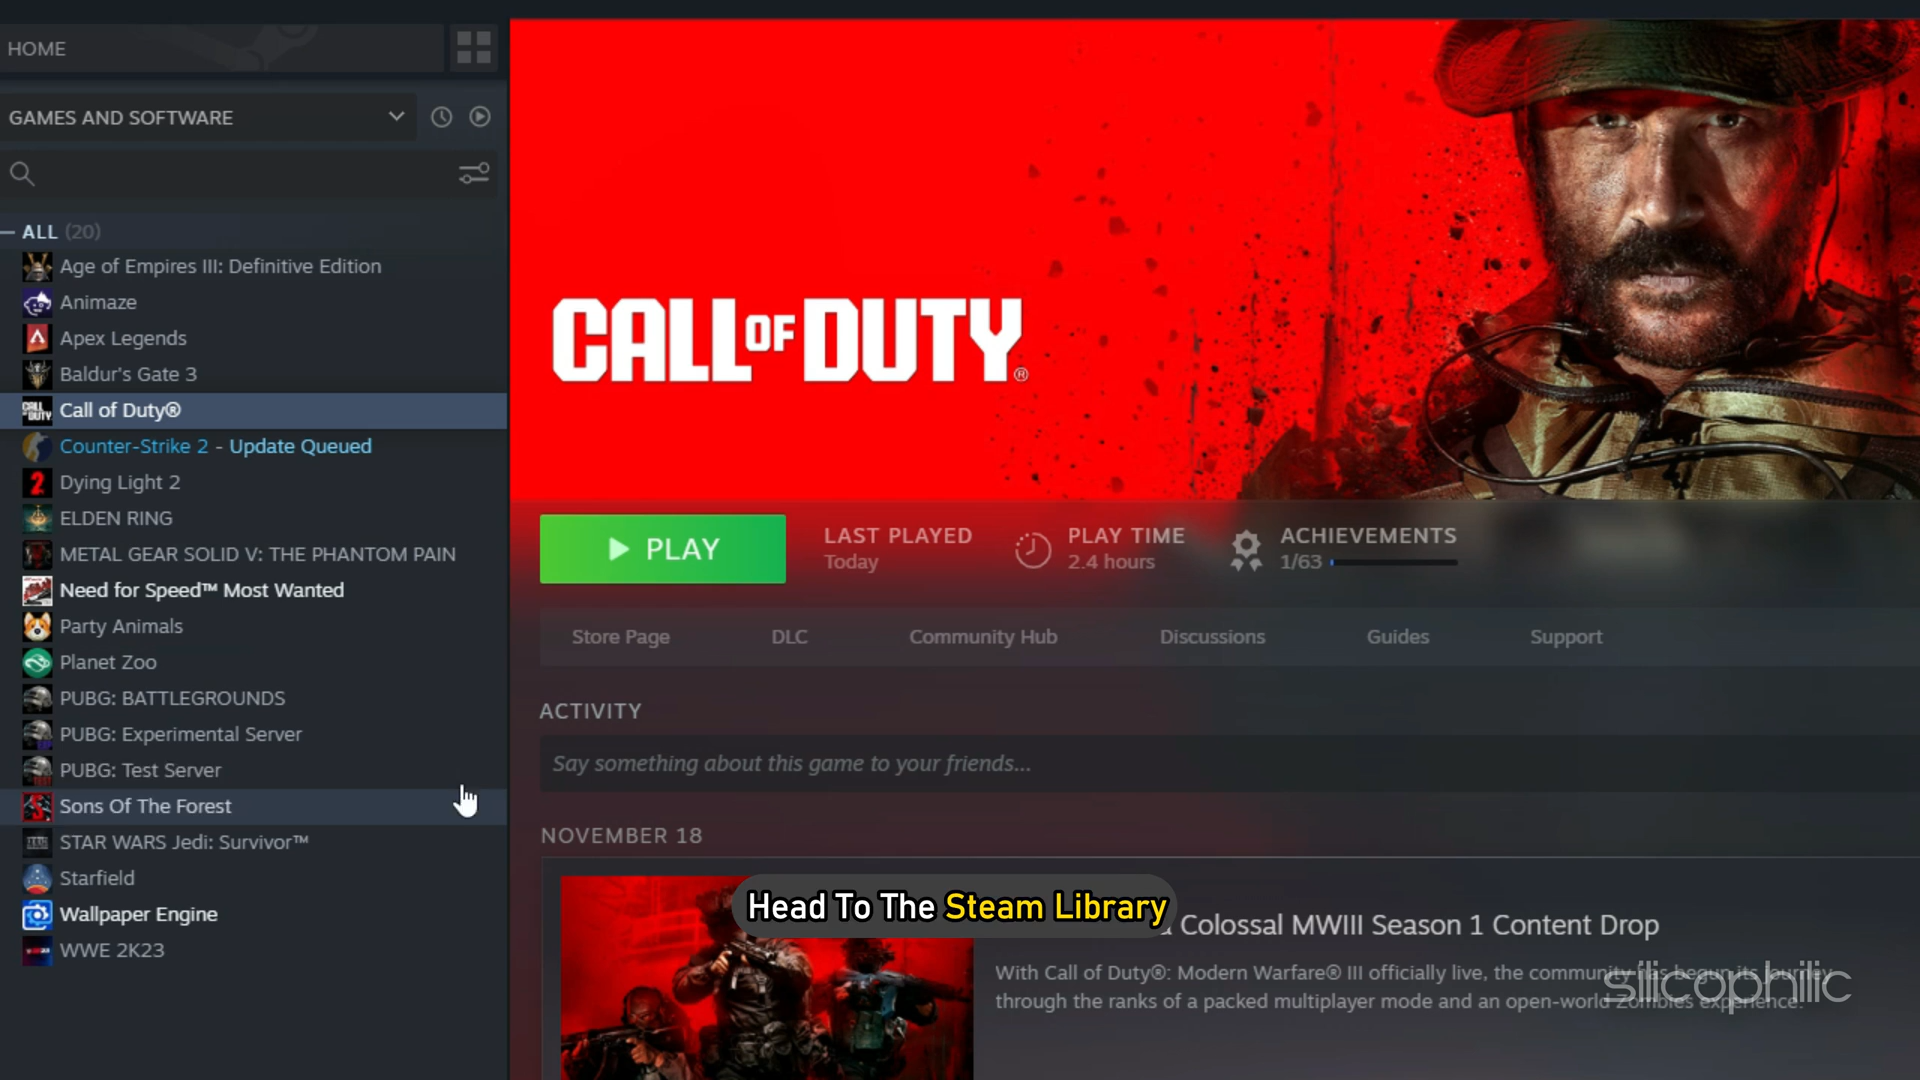 HOME
GAMES AND SOFTWARE
ALL (20)
Age of Empires III: Definitive Edition
Animaze
Apex Legends
Baldur's Gate 3
Call of Duty®
Counter-Strike 2 - Update Queued
Dying Light 2
ELDEN RING
METAL GEAR SOLID V: THE PHANTOM PAIN
Need for Speed™ Most Wanted
Party Animals
Planet Zoo
PUBG: BATTLEGROUNDS
PUBG: Experimental Server
PUBG: Test Server
Sons Of The Forest
STAR WARS Jedi: Survivor™
Starfield
Wallpaper Engine
WWE 2K23
CALL OF DUTY®
PLAY
LAST PLAYED
Today
PLAY TIME
2.4 hours
ACHIEVEMENTS
1/63
Store Page
DLC
Community Hub
Discussions
Guides
Support
ACTIVITY
Say something about this game to your friends...
NOVEMBER 18
Head To The Steam Library
a Colossal MWIII Season 1 Content Drop
With Call of Duty®: Modern Warfare® III officially live, the community has begun its journey
through the ranks of a packed multiplayer mode and an open-world Zombies experience.
silicophilic